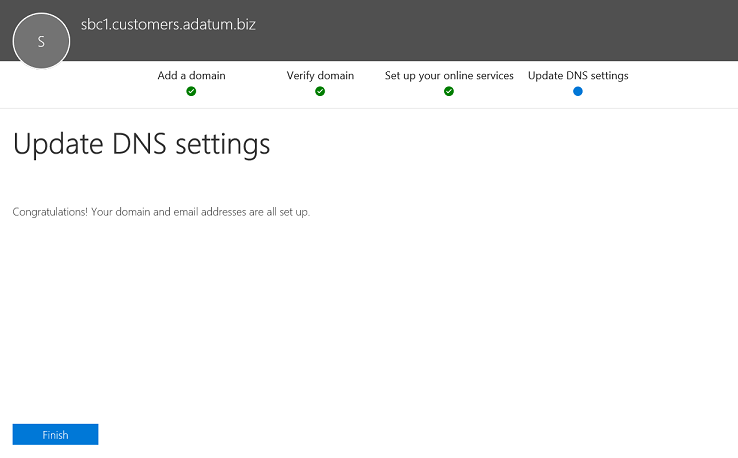 S
sbc1.customers.adatum.biz
Add a domain
Verify domain
Set up your online services
Update DNS settings
Update DNS settings
Congratulations! Your domain and email addresses are all set up.
Finish